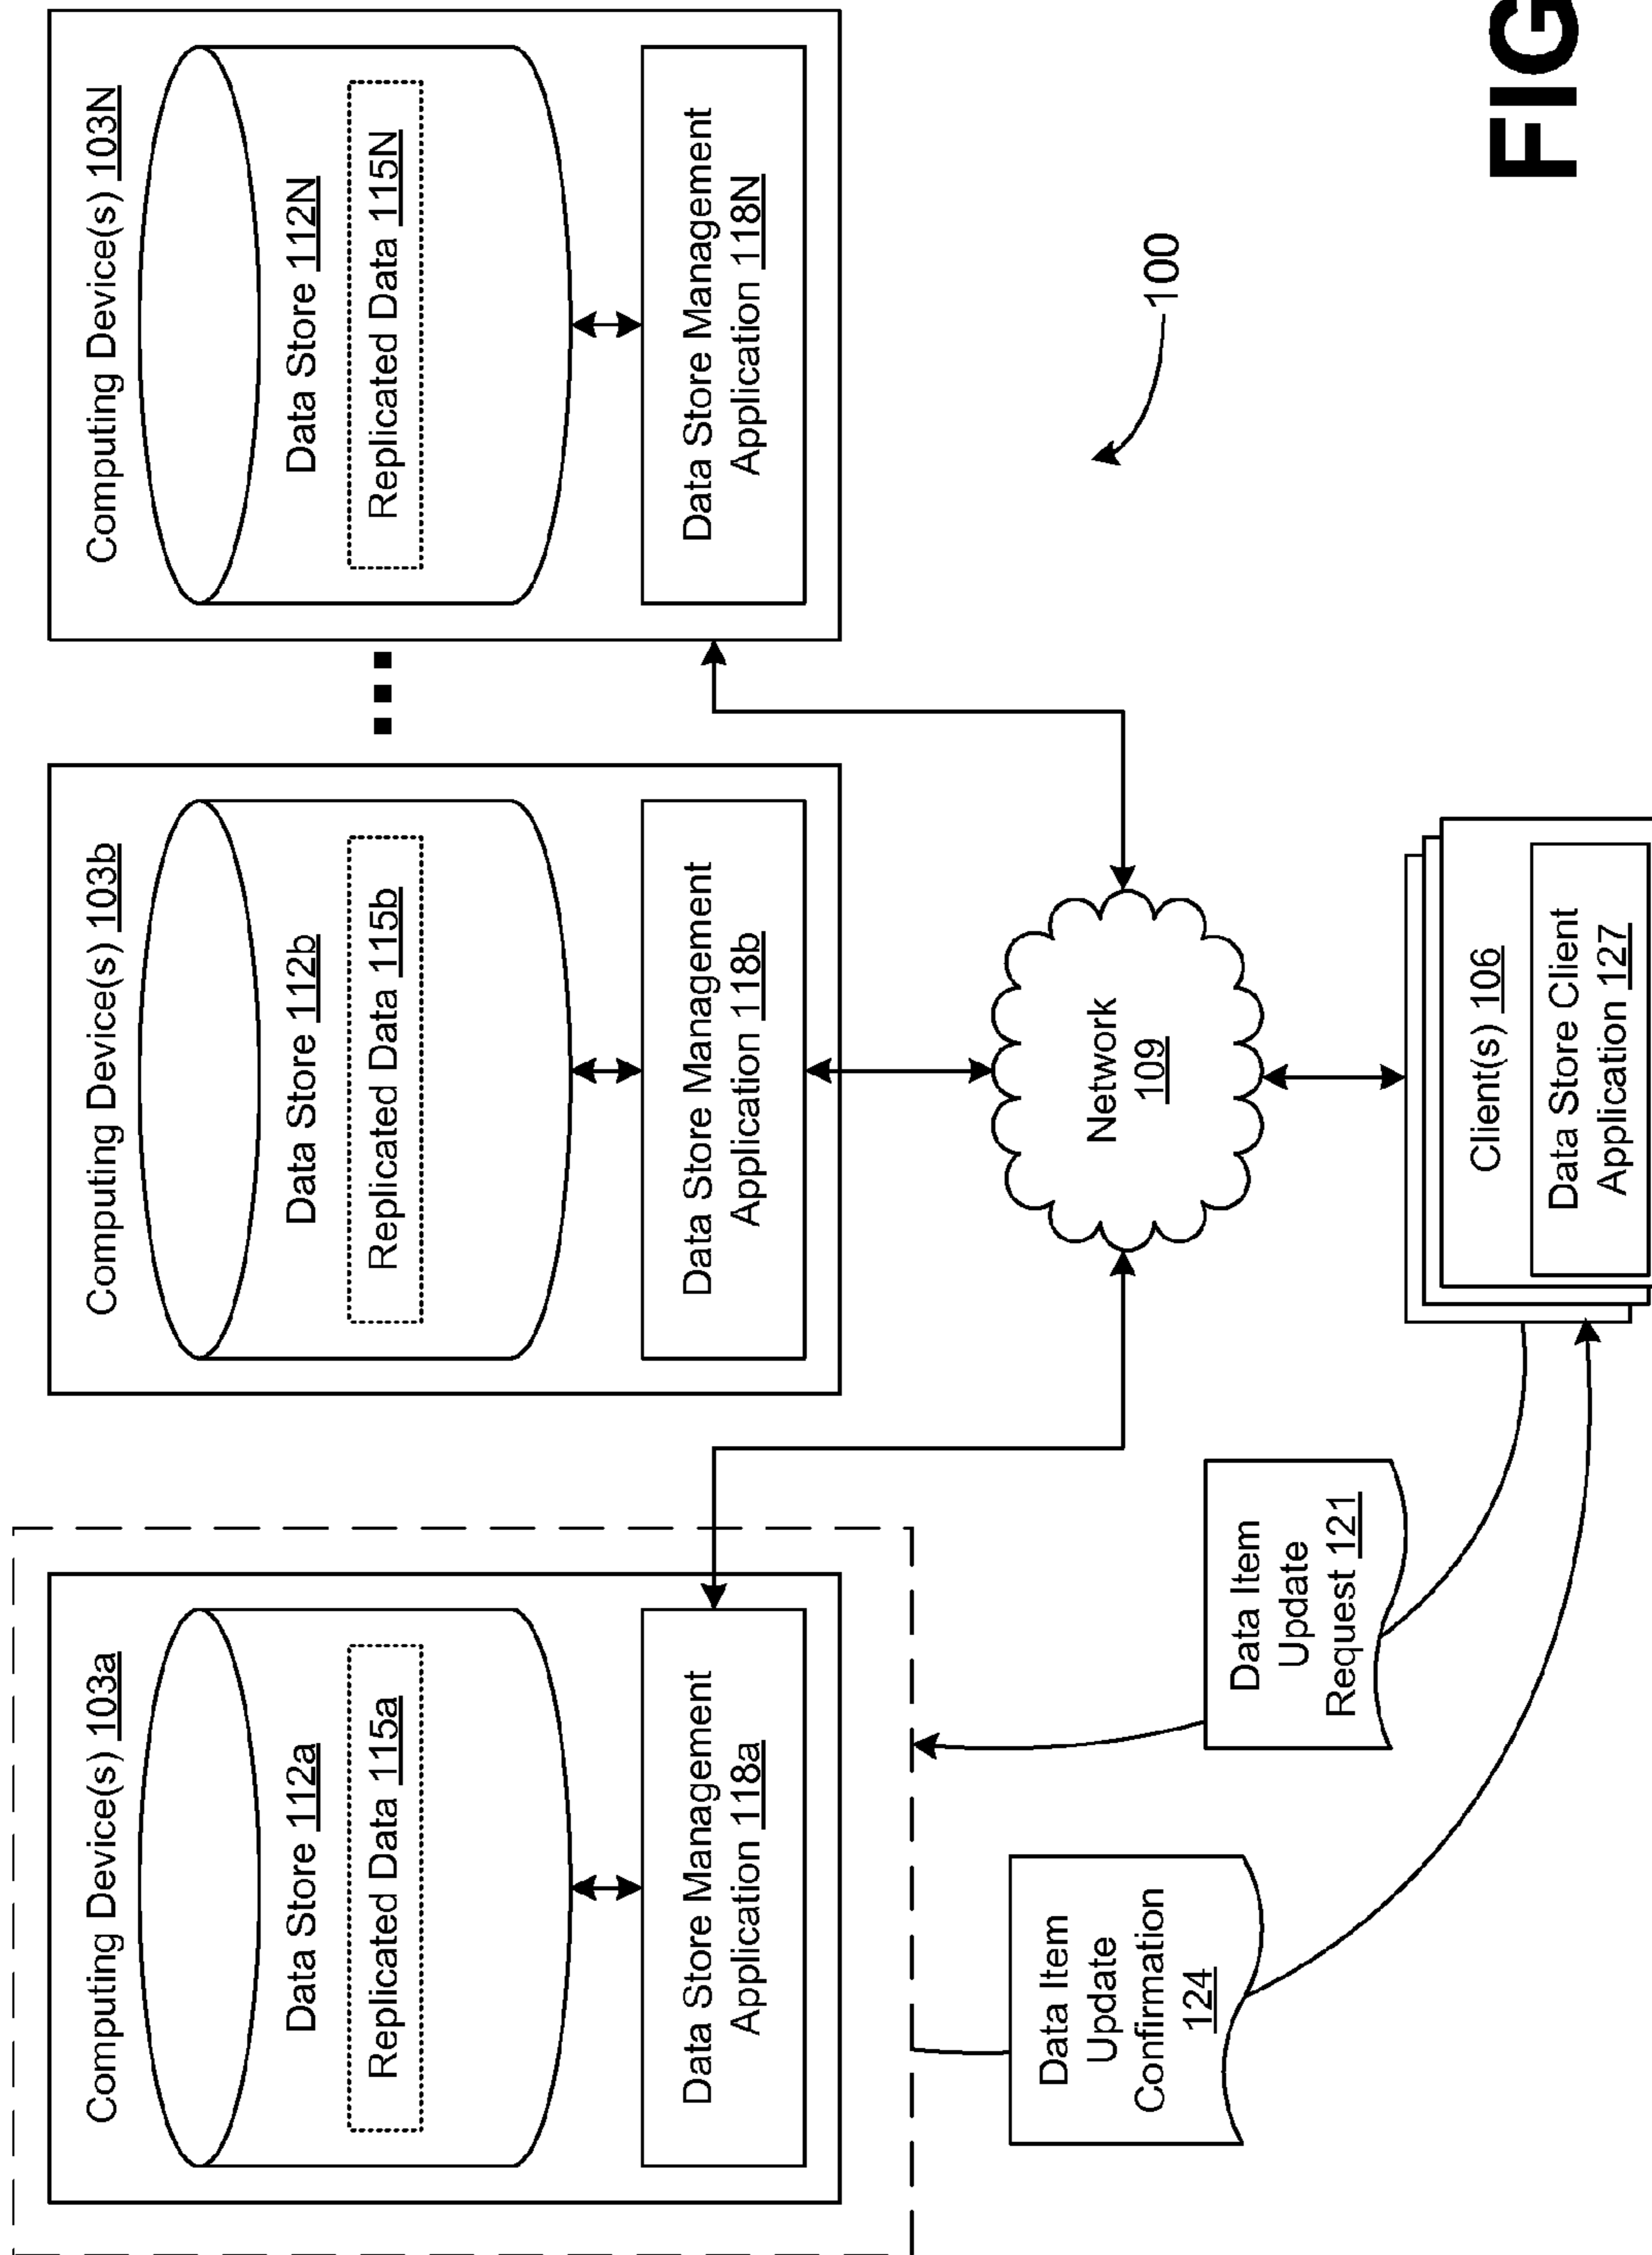 Computing Device(s) 103a
Data Store 112a
Replicated Data 115a
Data Store Management
Application 118a
Computing Device(s) 103b
Data Store 112b
Replicated Data 115b
Data Store Management
Application 118b
...
Computing Device(s) 103N
Data Store 112N
Replicated Data 115N
Data Store Management
Application 118N
Network
109
100
Data Item
Update
Confirmation
124
Data Item
Update
Request 121
Client(s) 106
Data Store Client
Application 127
FIG